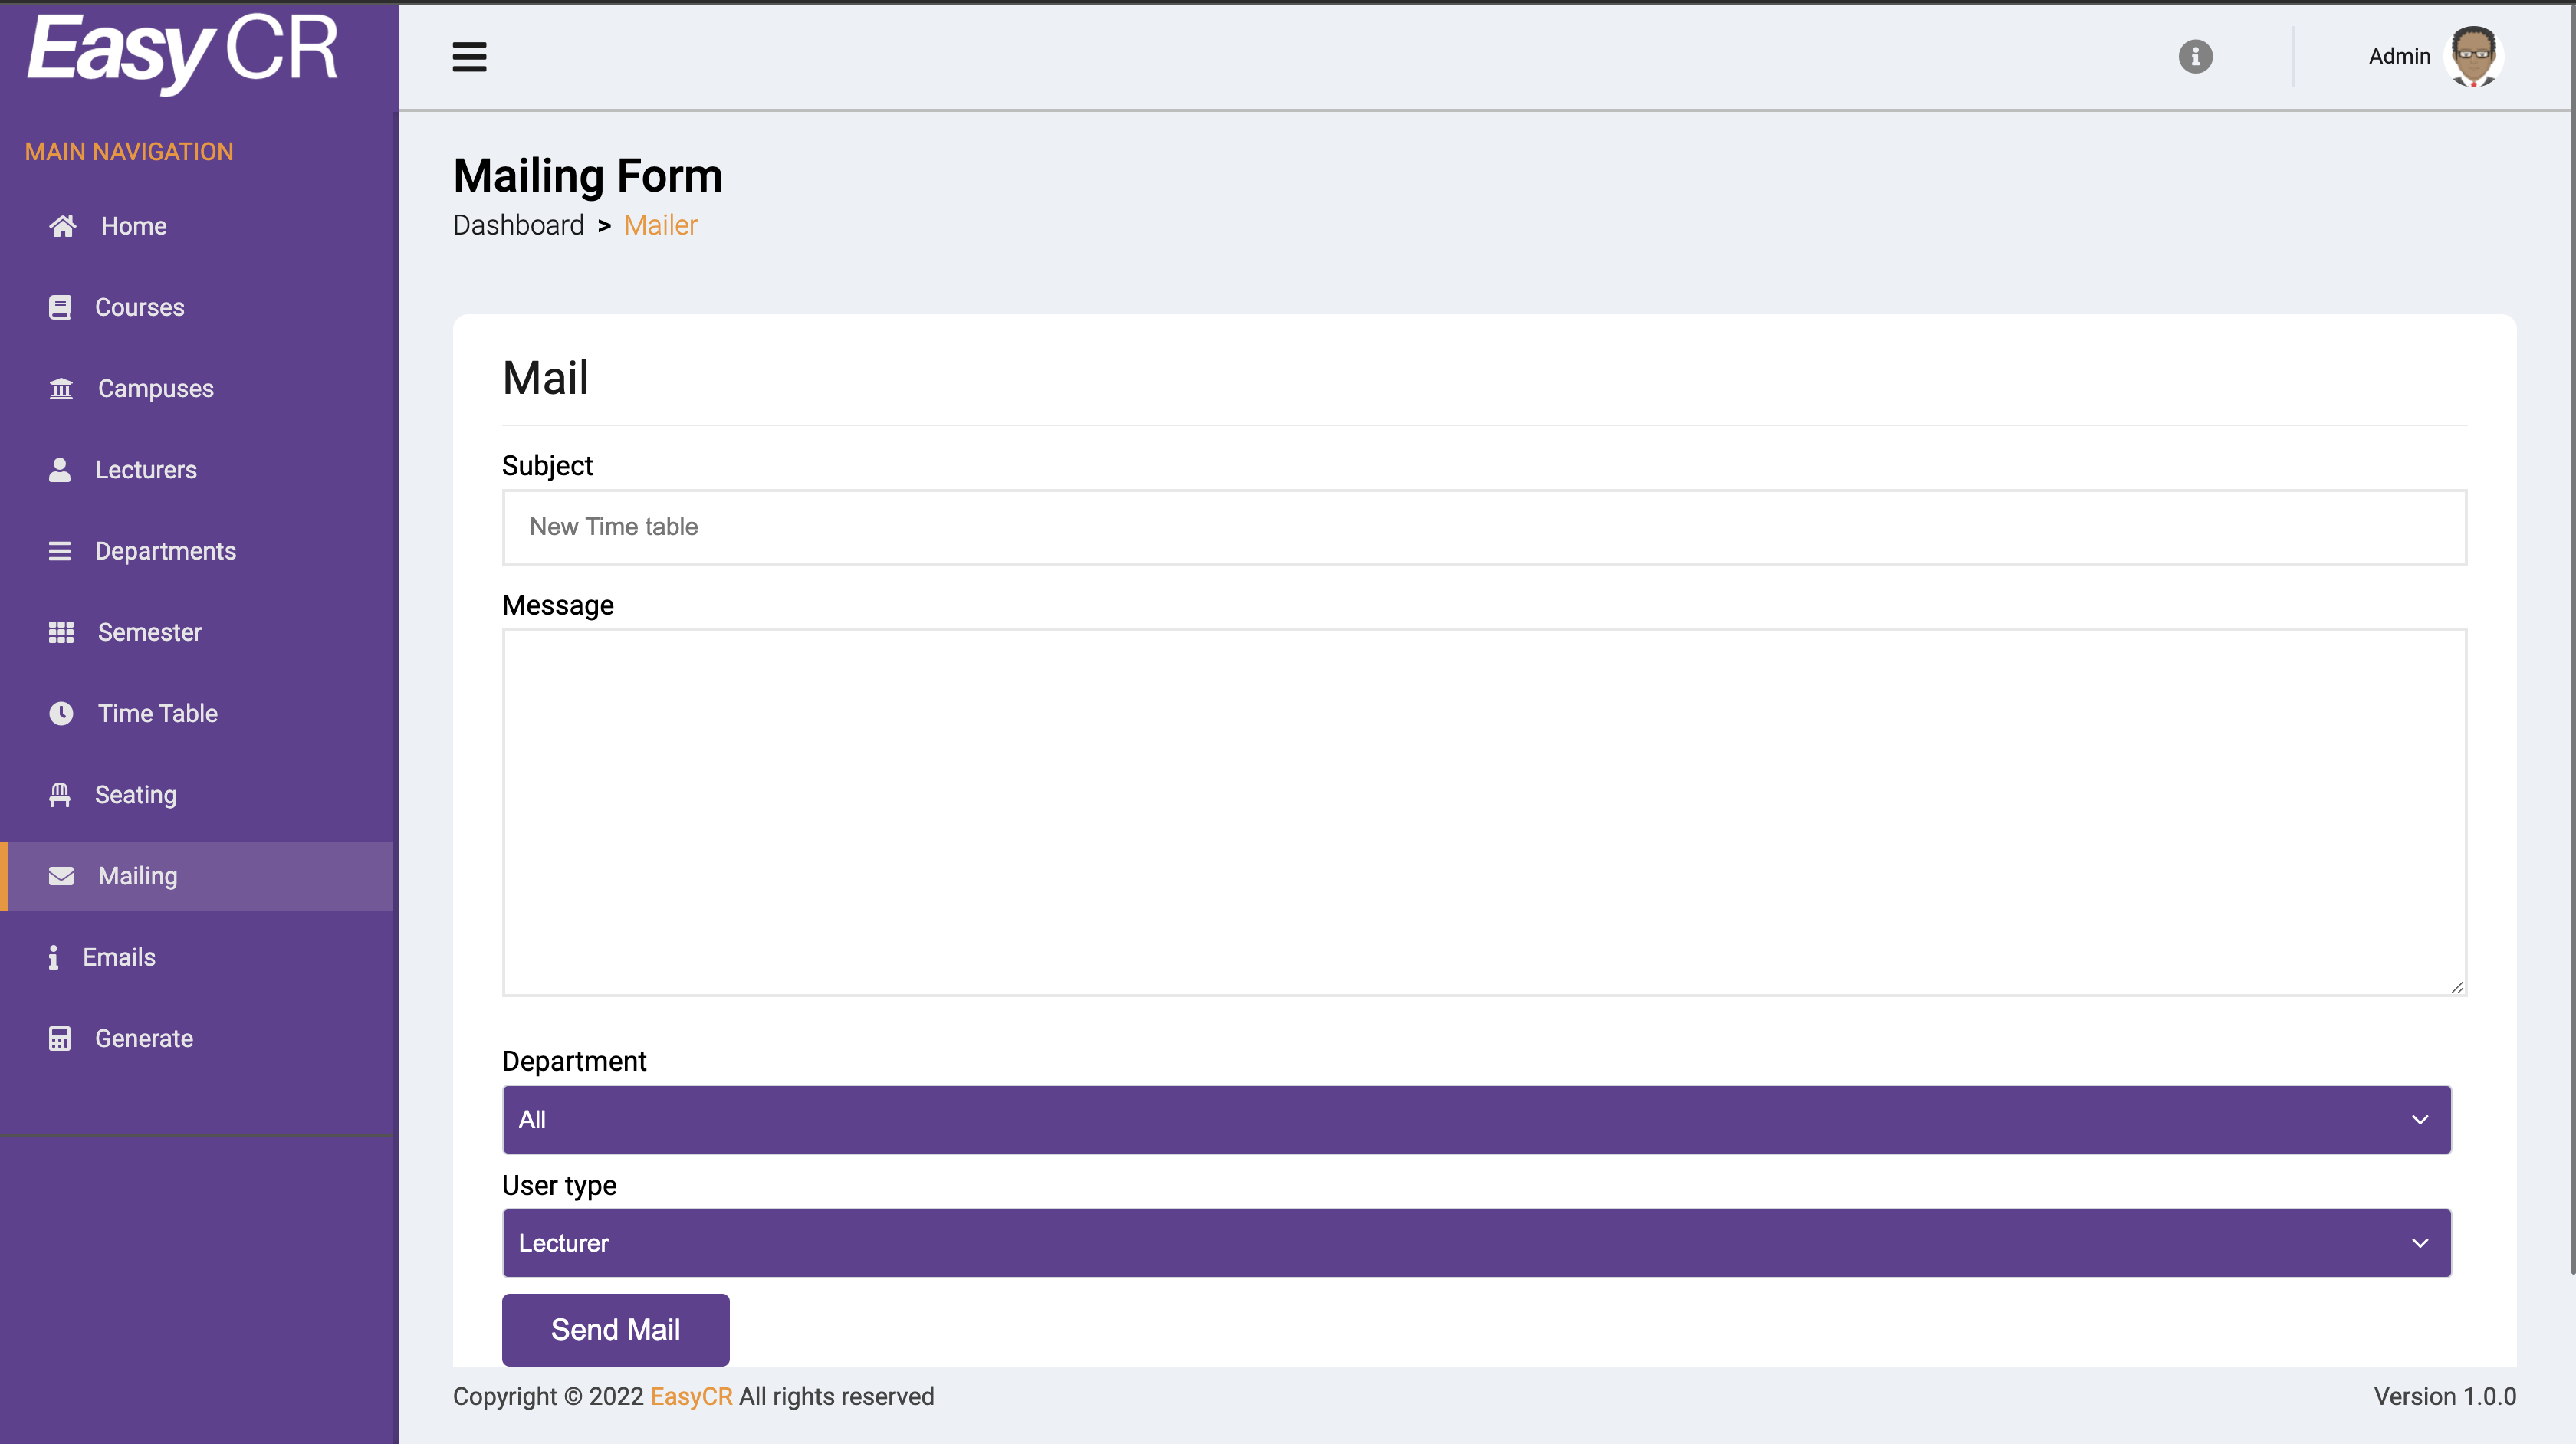 EasyCR
Admin
MAIN NAVIGATION
Home
Courses
Campuses
Lecturers
Departments
Semester
Time Table
Seating
Mailing
Emails
Generate
Mailing Form
Dashboard > Mailer
Mail
Subject
New Time table
Message
Department
All
User type
Lecturer
Send Mail
Copyright © 2022 EasyCR All rights reserved
Version 1.0.0